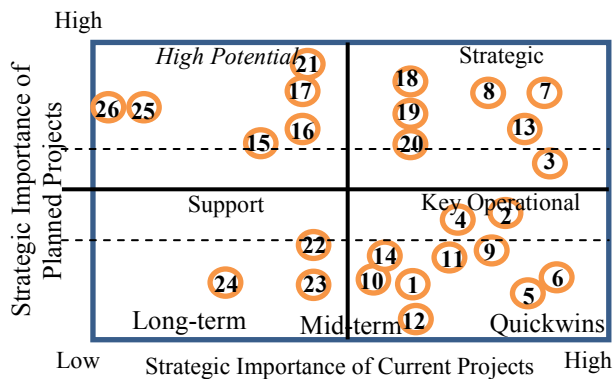 High
High Potential
Strategic
21
18
17
8
7
26
25
19
16
13
15
20
3
Support
Key Operational
4
2
22
9
14
11
24
23
10
1
6
5
12
Long-term
Mid-term
Quickwins
Low
High
Strategic Importance of Current Projects
Strategic Importance of
Planned Projects